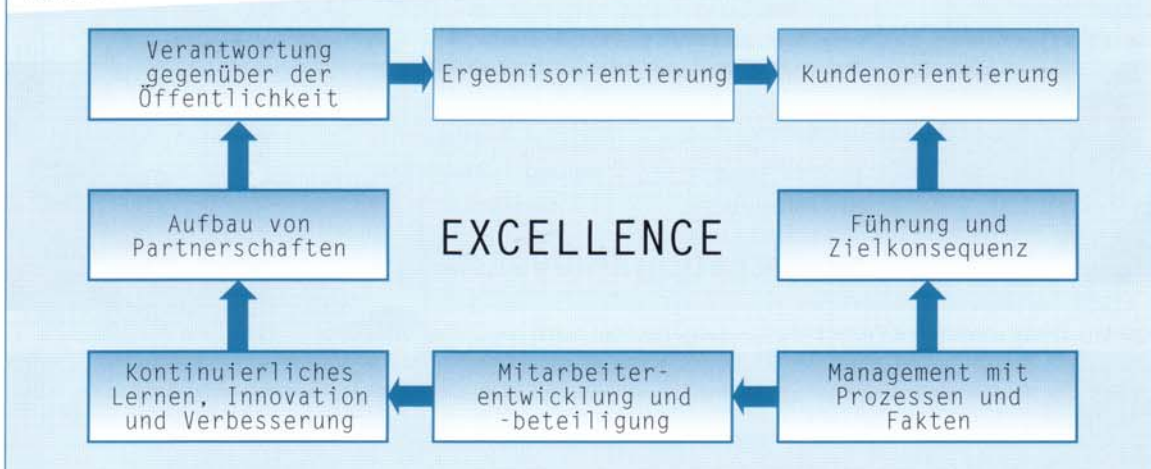 Verantwortung
gegenüber der
Öffentlichkeit
Ergebnisorientierung
Kundenorientierung
Aufbau von
Partnerschaften
EXCELLENCE
Führung und
Zielkonsequenz
Kontinuierliches
Lernen, Innovation
und Verbesserung
Mitarbeiter-
entwicklung und
-beteiligung
Management mit
Prozessen und
Fakten